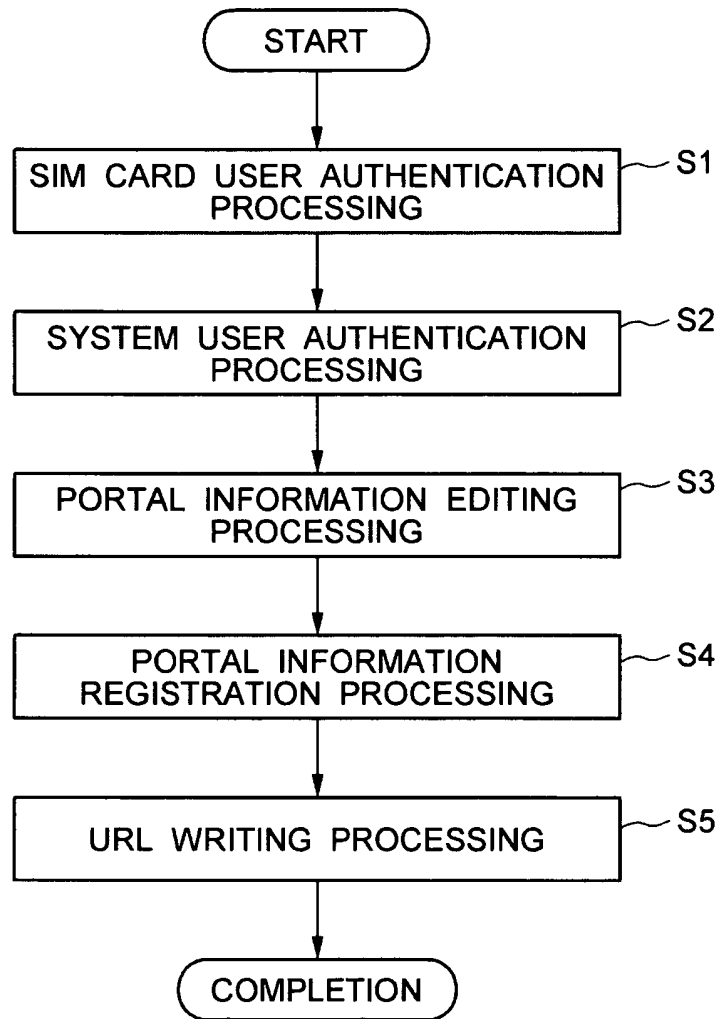 START
SIM CARD USER AUTHENTICATION
PROCESSING
S1
SYSTEM USER AUTHENTICATION
PROCESSING
S2
PORTAL INFORMATION EDITING
PROCESSING
S3
PORTAL INFORMATION
REGISTRATION PROCESSING
S4
URL WRITING PROCESSING
S5
COMPLETION